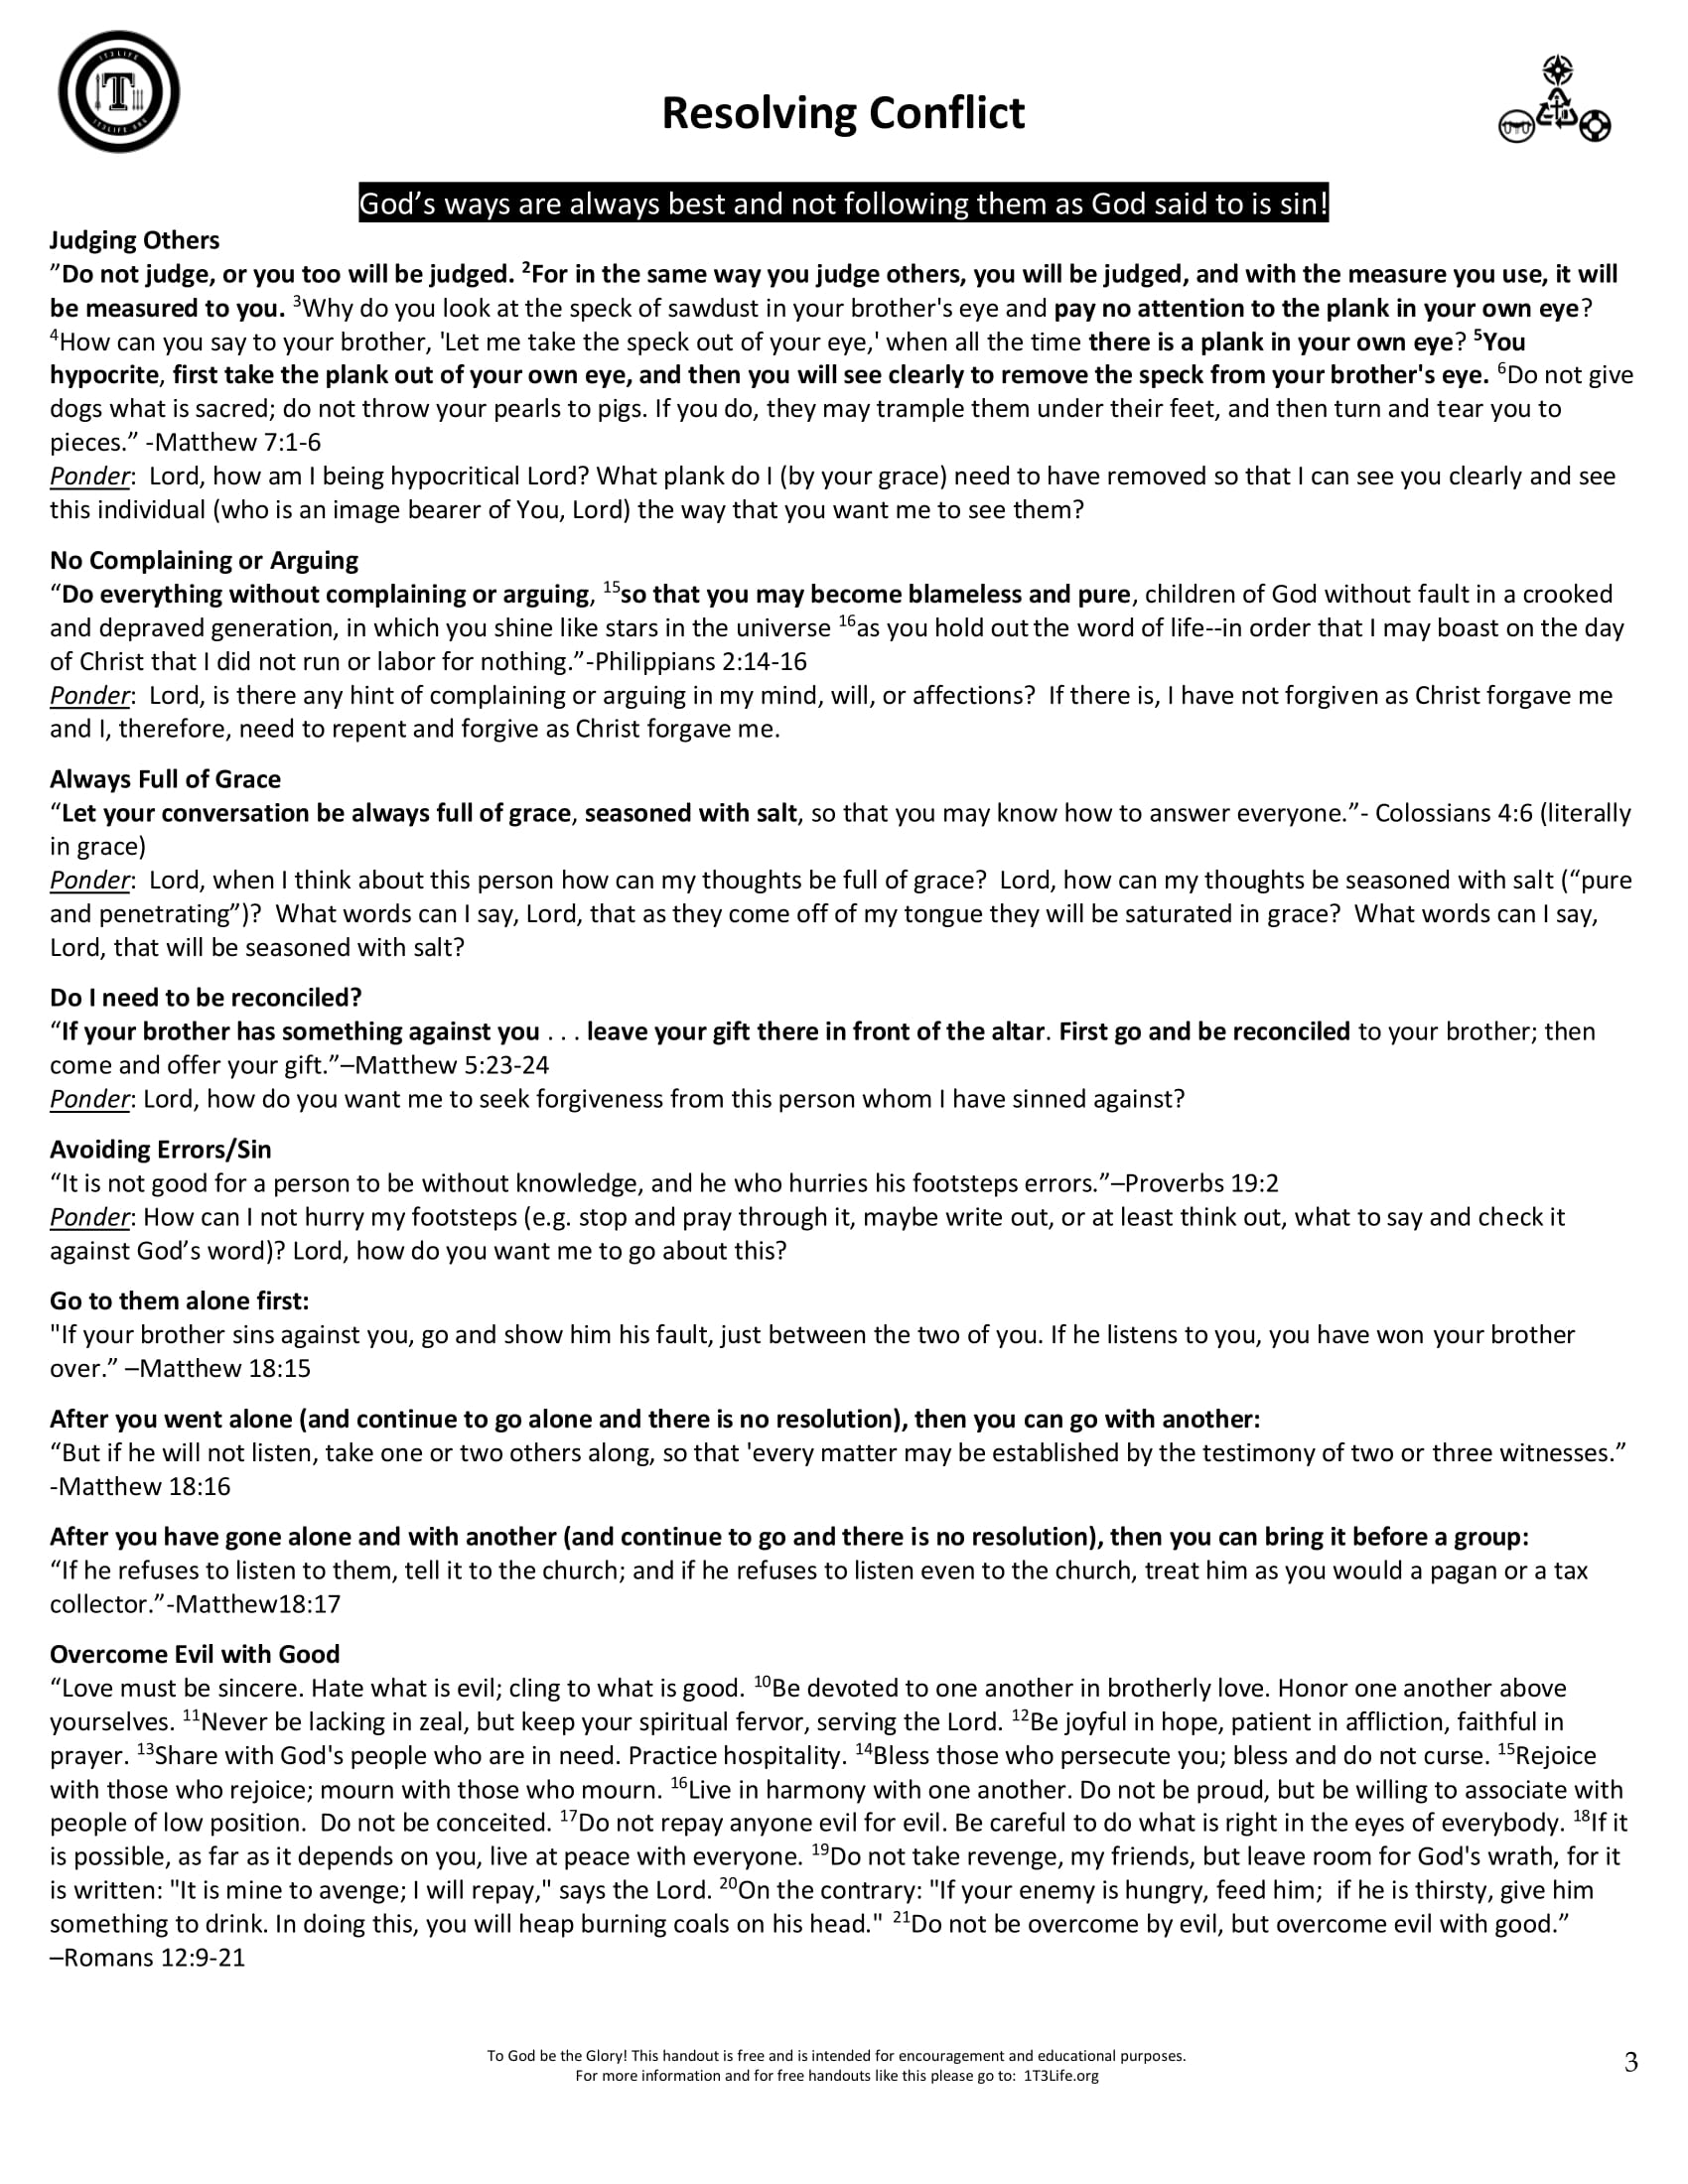 1T3LIFE
T
1T3LIFE.ORG
Resolving Conflict
God’s ways are always best and not following them as God said to is sin!
Judging Others
”Do not judge, or you too will be judged. ²For in the same way you judge others, you will be judged, and with the measure you use, it will
be measured to you. ³Why do you look at the speck of sawdust in your brother's eye and pay no attention to the plank in your own eye?
⁴How can you say to your brother, 'Let me take the speck out of your eye,' when all the time there is a plank in your own eye? ⁵You
hypocrite, first take the plank out of your own eye, and then you will see clearly to remove the speck from your brother's eye. ⁶Do not give
dogs what is sacred; do not throw your pearls to pigs. If you do, they may trample them under their feet, and then turn and tear you to
pieces.” -Matthew 7:1-6
Ponder:  Lord, how am I being hypocritical Lord? What plank do I (by your grace) need to have removed so that I can see you clearly and see
this individual (who is an image bearer of You, Lord) the way that you want me to see them?
No Complaining or Arguing
“Do everything without complaining or arguing, ¹⁵so that you may become blameless and pure, children of God without fault in a crooked
and depraved generation, in which you shine like stars in the universe ¹⁶as you hold out the word of life--in order that I may boast on the day
of Christ that I did not run or labor for nothing.”-Philippians 2:14-16
Ponder:  Lord, is there any hint of complaining or arguing in my mind, will, or affections?  If there is, I have not forgiven as Christ forgave me
and I, therefore, need to repent and forgive as Christ forgave me.
Always Full of Grace
“Let your conversation be always full of grace, seasoned with salt, so that you may know how to answer everyone.”- Colossians 4:6 (literally
in grace)
Ponder:  Lord, when I think about this person how can my thoughts be full of grace?  Lord, how can my thoughts be seasoned with salt (“pure
and penetrating”)?  What words can I say, Lord, that as they come off of my tongue they will be saturated in grace?  What words can I say,
Lord, that will be seasoned with salt?
Do I need to be reconciled?
“If your brother has something against you . . . leave your gift there in front of the altar. First go and be reconciled to your brother; then
come and offer your gift.”–Matthew 5:23-24
Ponder: Lord, how do you want me to seek forgiveness from this person whom I have sinned against?
Avoiding Errors/Sin
“It is not good for a person to be without knowledge, and he who hurries his footsteps errors.”–Proverbs 19:2
Ponder: How can I not hurry my footsteps (e.g. stop and pray through it, maybe write out, or at least think out, what to say and check it
against God’s word)? Lord, how do you want me to go about this?
Go to them alone first:
"If your brother sins against you, go and show him his fault, just between the two of you. If he listens to you, you have won your brother
over.” –Matthew 18:15
After you went alone (and continue to go alone and there is no resolution), then you can go with another:
“But if he will not listen, take one or two others along, so that 'every matter may be established by the testimony of two or three witnesses.”
-Matthew 18:16
After you have gone alone and with another (and continue to go and there is no resolution), then you can bring it before a group:
“If he refuses to listen to them, tell it to the church; and if he refuses to listen even to the church, treat him as you would a pagan or a tax
collector.”-Matthew18:17
Overcome Evil with Good
“Love must be sincere. Hate what is evil; cling to what is good. ¹⁰Be devoted to one another in brotherly love. Honor one another above
yourselves. ¹¹Never be lacking in zeal, but keep your spiritual fervor, serving the Lord. ¹²Be joyful in hope, patient in affliction, faithful in
prayer. ¹³Share with God's people who are in need. Practice hospitality. ¹⁴Bless those who persecute you; bless and do not curse. ¹⁵Rejoice
with those who rejoice; mourn with those who mourn. ¹⁶Live in harmony with one another. Do not be proud, but be willing to associate with
people of low position.  Do not be conceited. ¹⁷Do not repay anyone evil for evil. Be careful to do what is right in the eyes of everybody. ¹⁸If it
is possible, as far as it depends on you, live at peace with everyone. ¹⁹Do not take revenge, my friends, but leave room for God's wrath, for it
is written: "It is mine to avenge; I will repay," says the Lord. ²⁰On the contrary: "If your enemy is hungry, feed him;  if he is thirsty, give him
something to drink. In doing this, you will heap burning coals on his head." ²¹Do not be overcome by evil, but overcome evil with good.”
–Romans 12:9-21
To God be the Glory! This handout is free and is intended for encouragement and educational purposes.
For more information and for free handouts like this please go to:  1T3Life.org
3